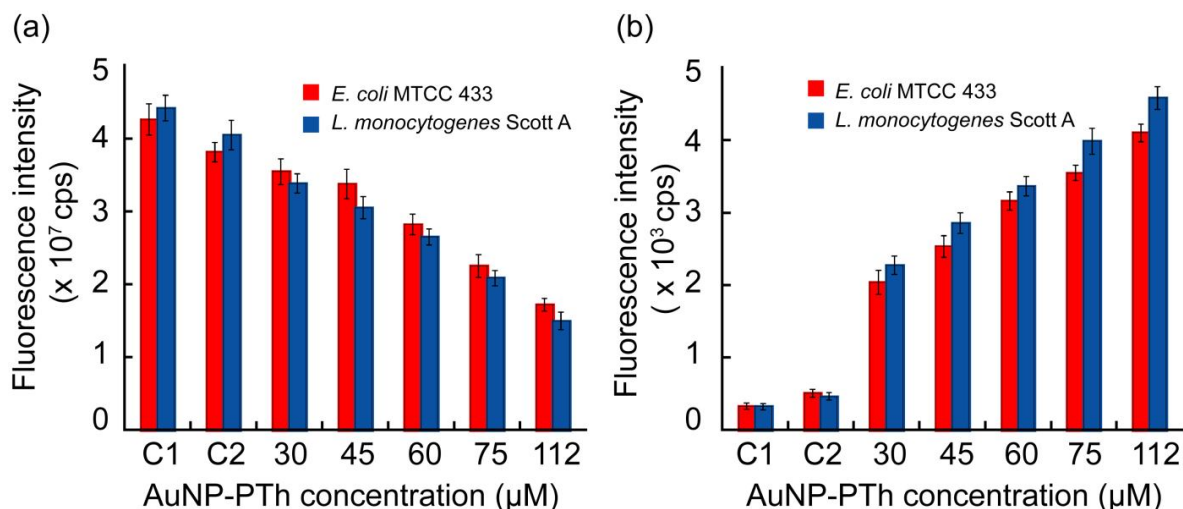 (a)
Fluorescence intensity
(x 10⁷ cps)
5
4
3
2
1
0
E. coli MTCC 433
L. monocytogenes Scott A
C1 C2 30 45 60 75 112
AuNP-PTh concentration (µM)
(b)
Fluorescence intensity
( x 10³ cps)
5
4
3
2
1
0
E. coli MTCC 433
L. monocytogenes Scott A
C1 C2 30 45 60 75 112
AuNP-PTh concentration (µM)